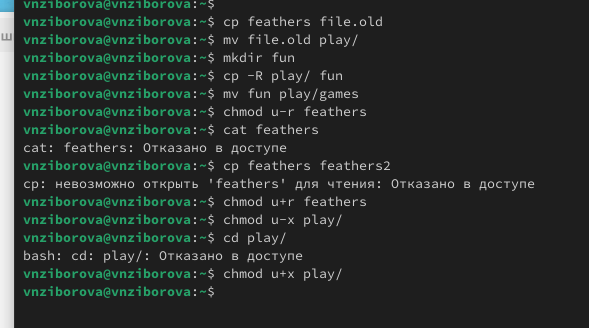 ш
vnziborova@vnziborova:~$
vnziborova@vnziborova:~$ cp feathers file.old
vnziborova@vnziborova:~$ mv file.old play/
vnziborova@vnziborova:~$ mkdir fun
vnziborova@vnziborova:~$ cp -R play/ fun
vnziborova@vnziborova:~$ mv fun play/games
vnziborova@vnziborova:~$ chmod u-r feathers
vnziborova@vnziborova:~$ cat feathers
cat: feathers: Отказано в доступе
vnziborova@vnziborova:~$ cp feathers feathers2
cp: невозможно открыть 'feathers' для чтения: Отказано в доступе
vnziborova@vnziborova:~$ chmod u+r feathers
vnziborova@vnziborova:~$ chmod u-x play/
vnziborova@vnziborova:~$ cd play/
bash: cd: play/: Отказано в доступе
vnziborova@vnziborova:~$ chmod u+x play/
vnziborova@vnziborova:~$